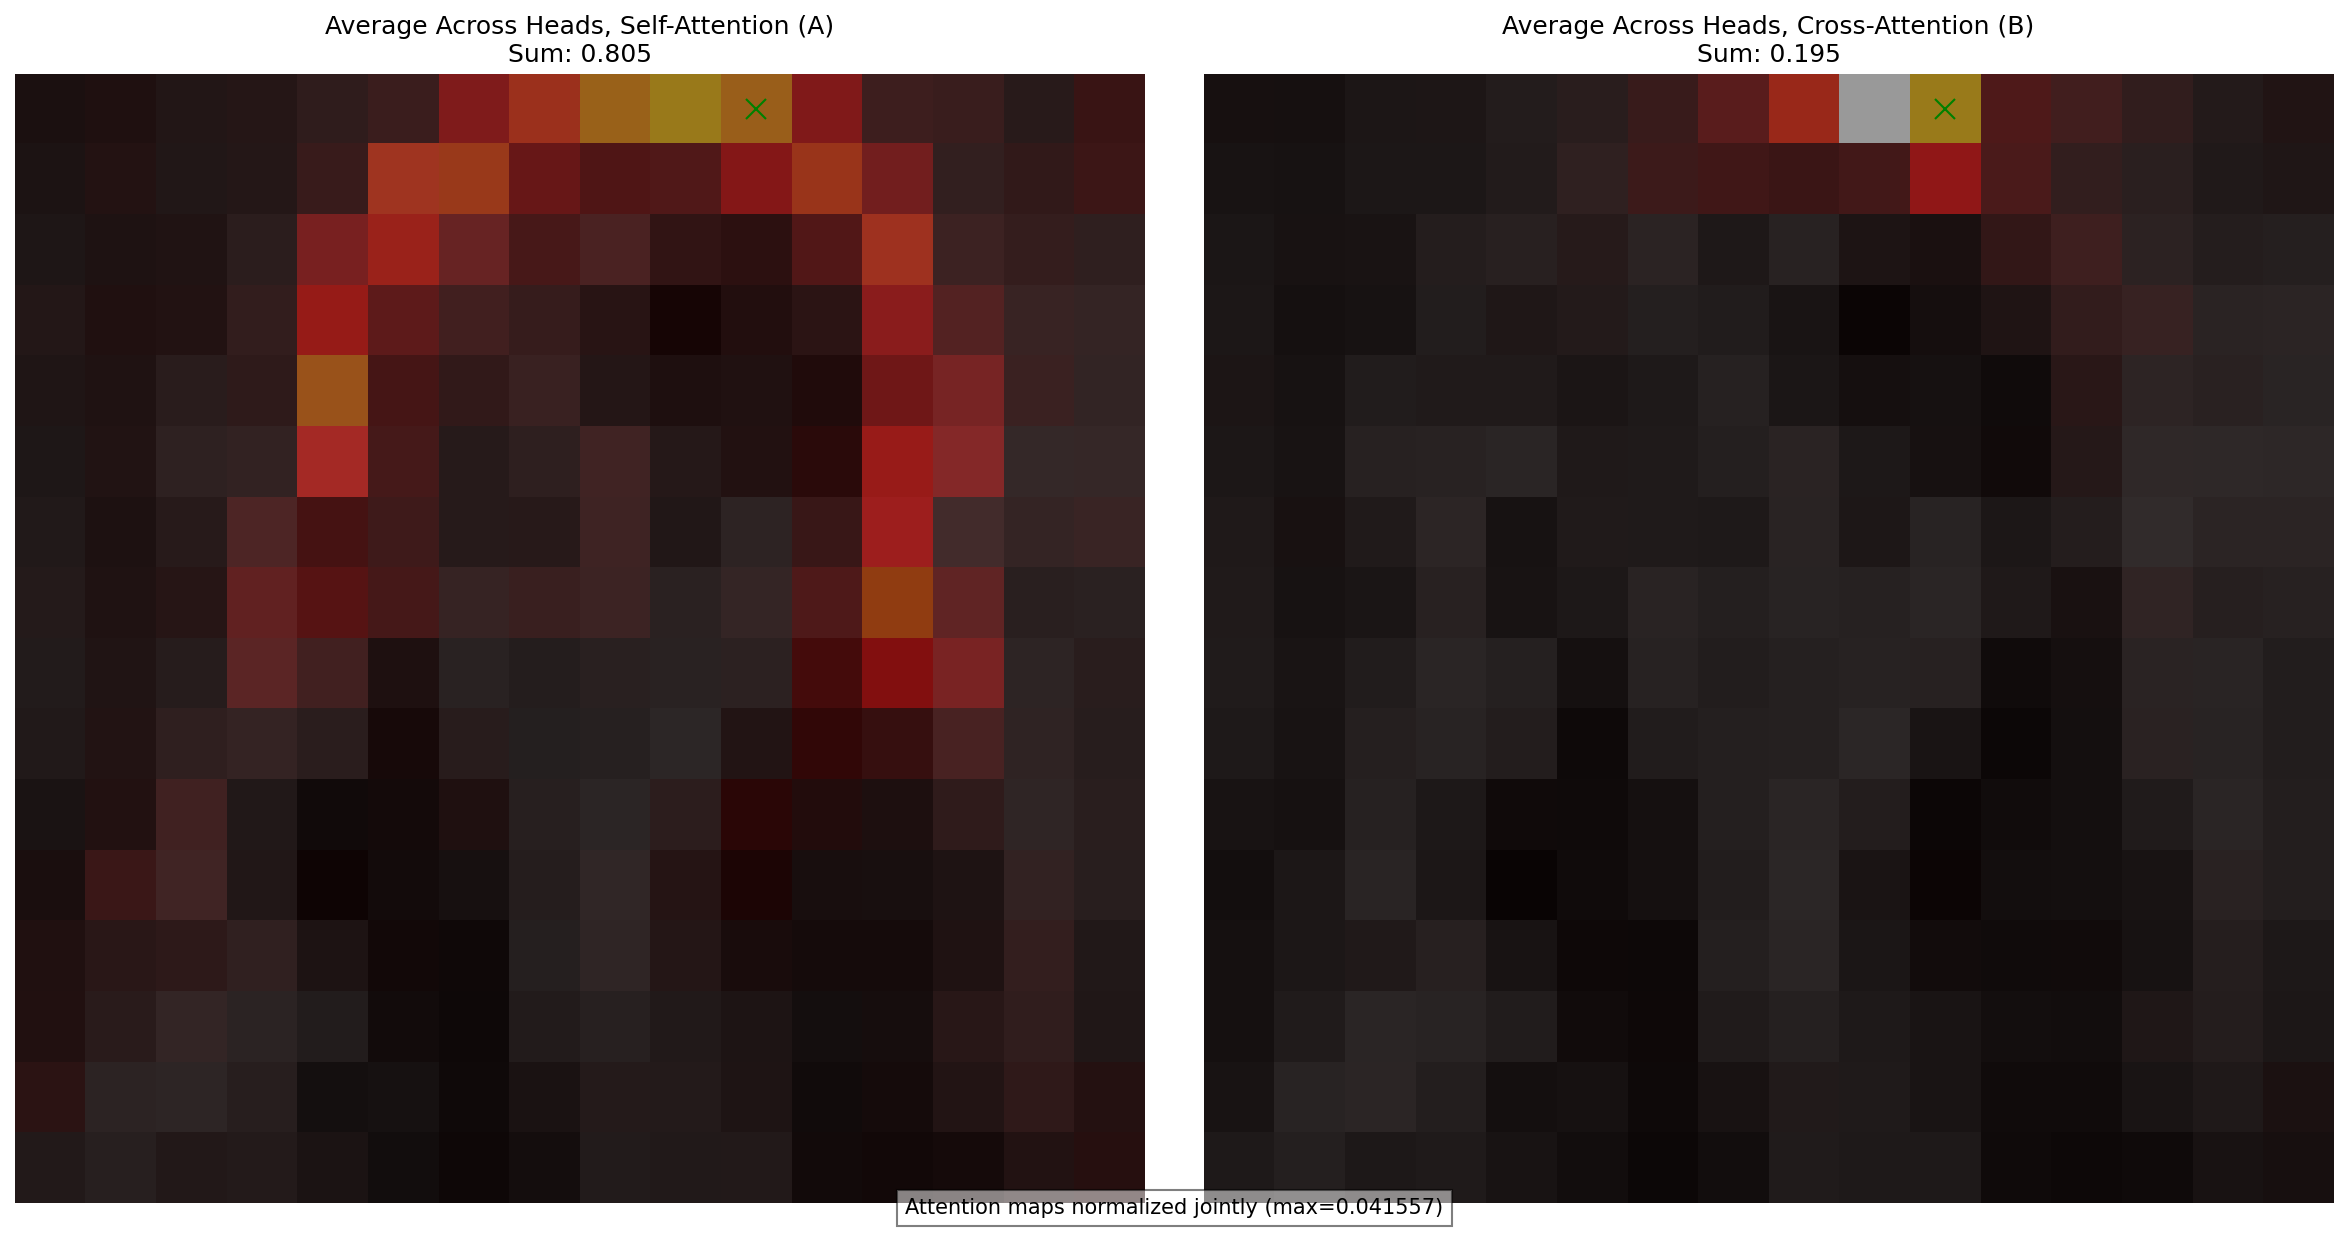 Average Across Heads, Self-Attention (A)
Sum: 0.805
Average Across Heads, Cross-Attention (B)
Sum: 0.195
Attention maps normalized jointly (max=0.041557)